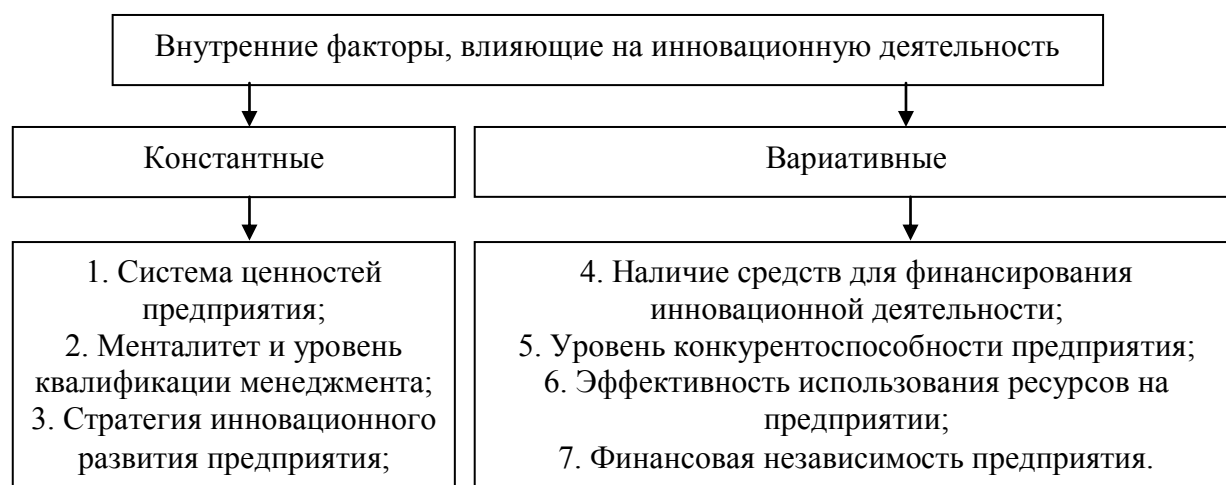 Внутренние факторы, влияющие на инновационную деятельность
Константные
Вариативные
1. Система ценностей
предприятия;
2. Менталитет и уровень
квалификации менеджмента;
3. Стратегия инновационного
развития предприятия;
4. Наличие средств для финансирования
инновационной деятельности;
5. Уровень конкурентоспособности предприятия;
6. Эффективность использования ресурсов на
предприятии;
7. Финансовая независимость предприятия.